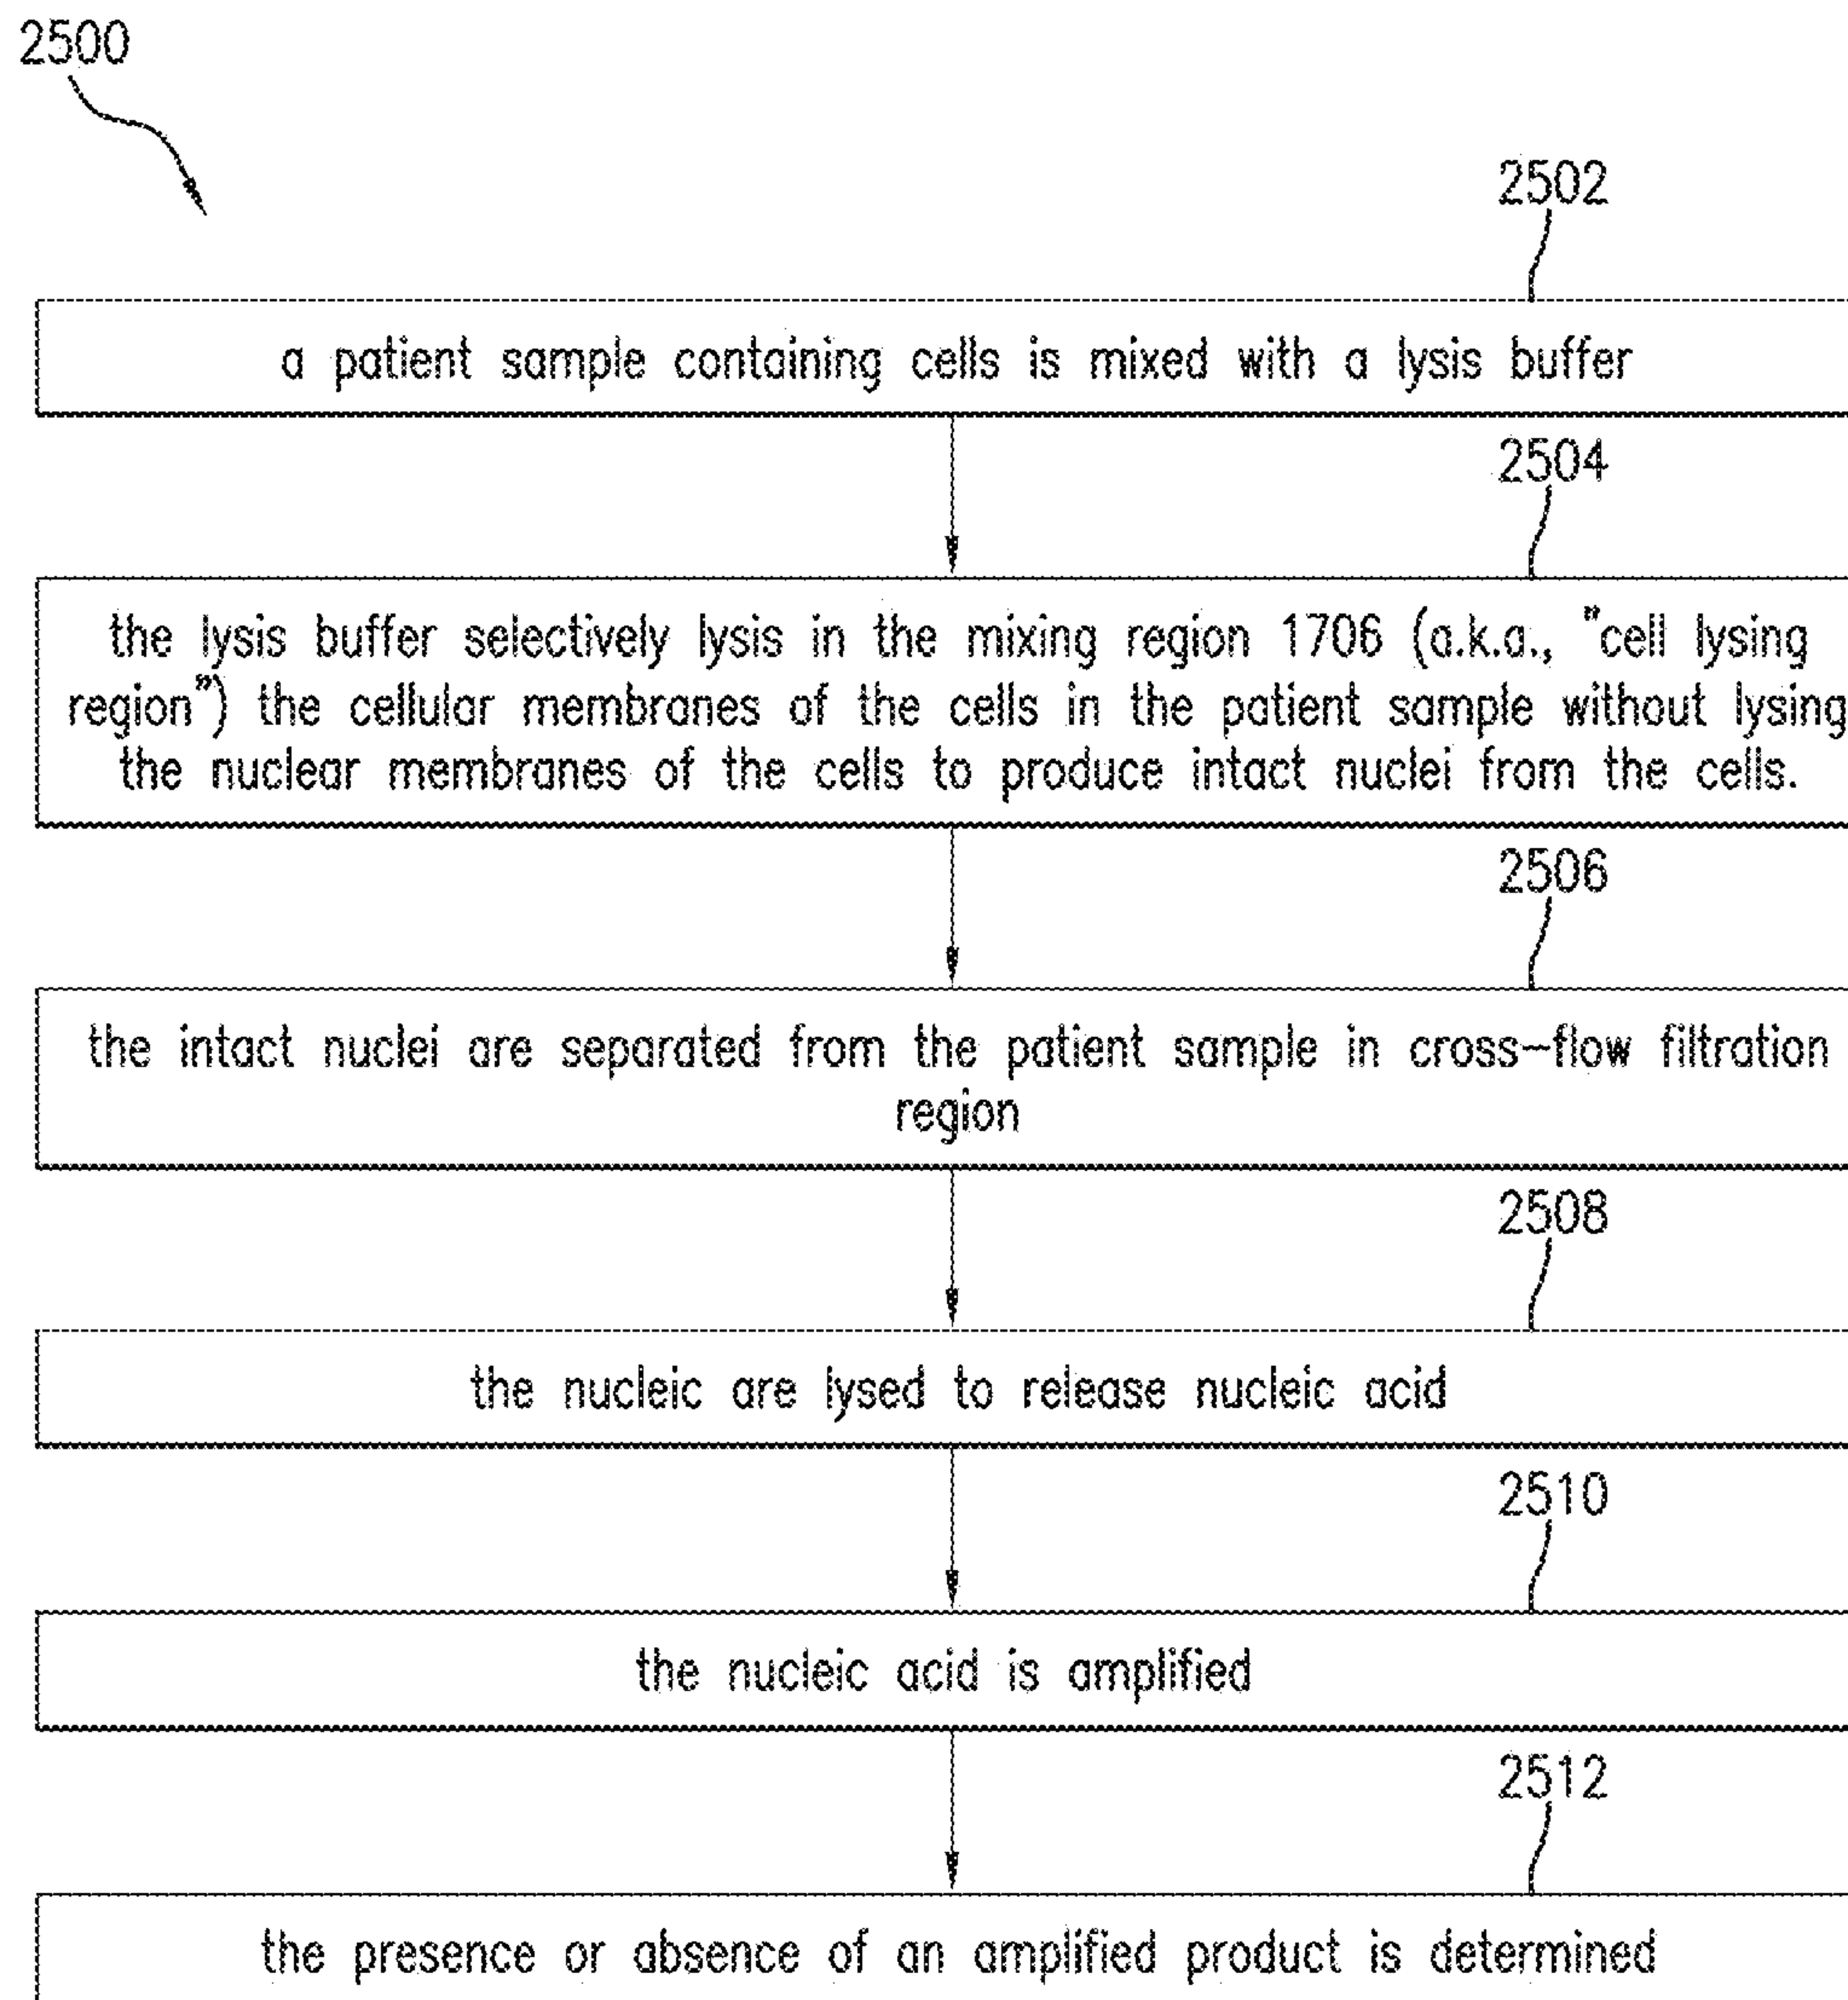 2500
2502
a patient sample containing cells is mixed with a lysis buffer
2504
the lysis buffer selectively lysis in the mixing region 1706 (a.k.a., "cell lysing
region") the cellular membranes of the cells in the patient sample without lysing
the nuclear membranes of the cells to produce intact nuclei from the cells.
2506
the intact nuclei are separated from the patient sample in cross-flow filtration
region
2508
the nucleic are lysed to release nucleic acid
2510
the nucleic acid is amplified
2512
the presence or absence of an amplified product is determined